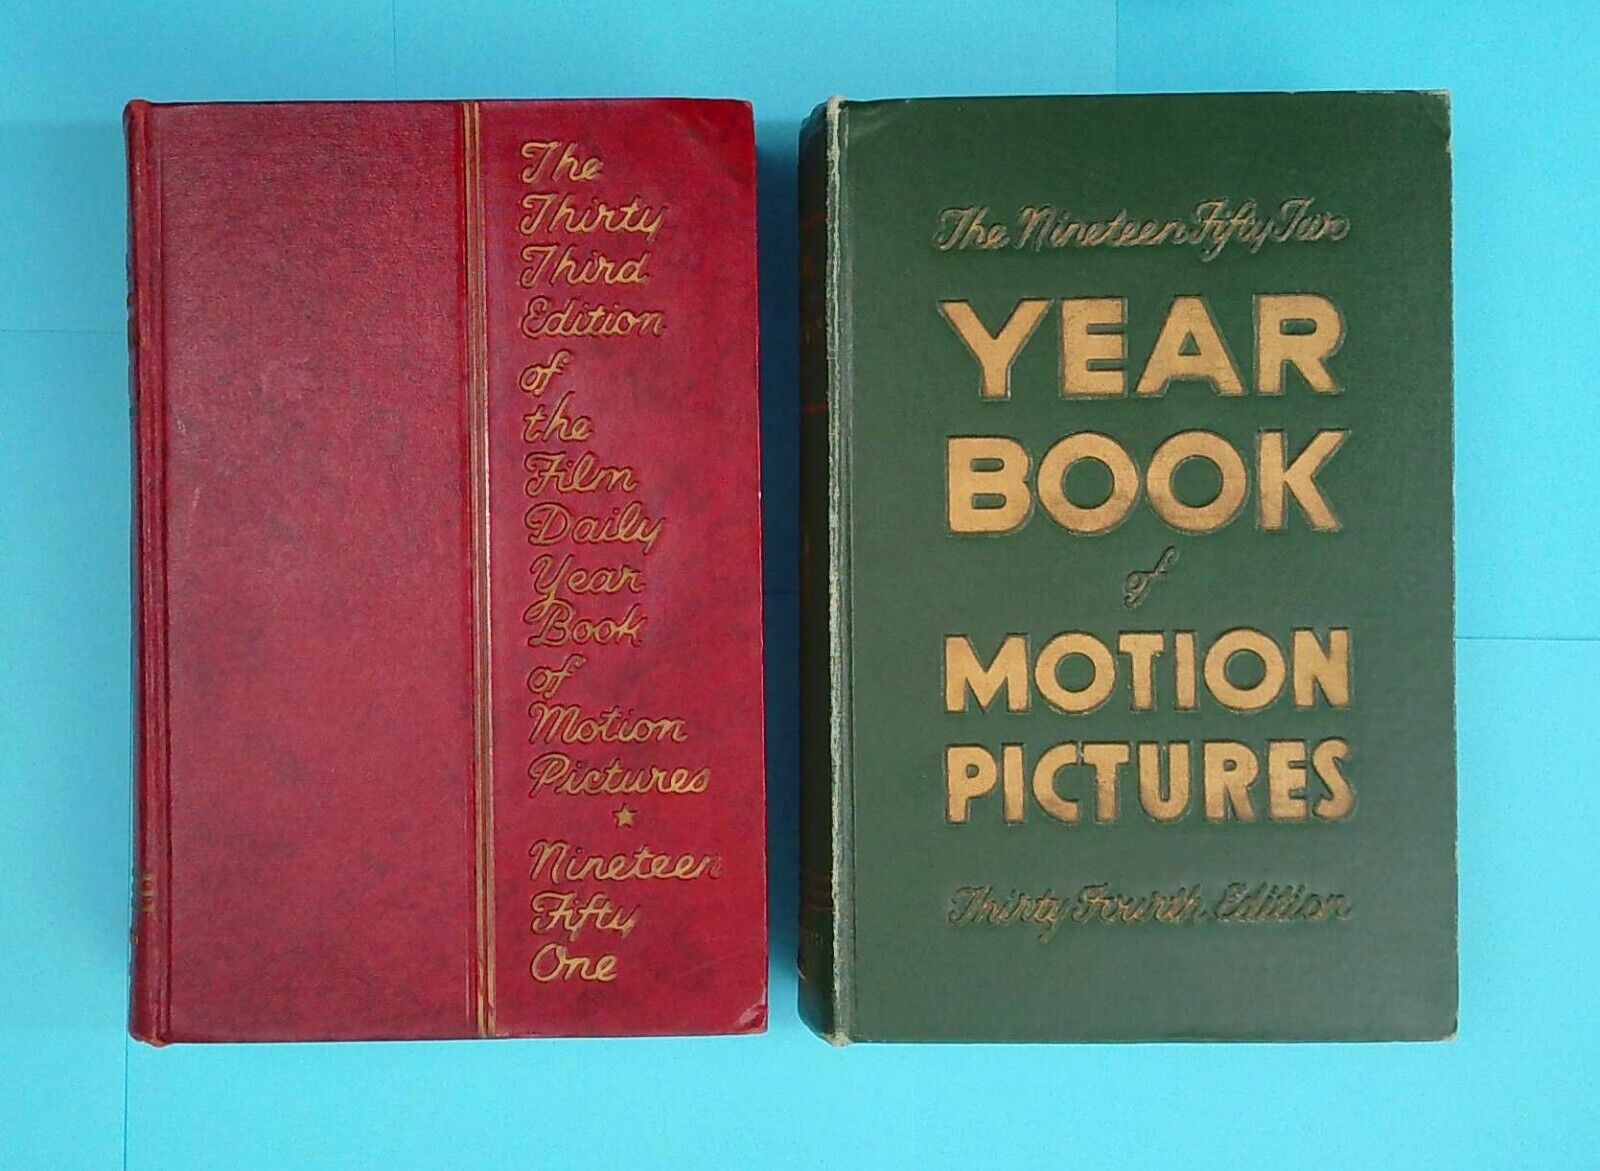 The
Thirty
Third
Edition
of
the
Film
Daily
Year
Book
of
Motion
Pictures
Nineteen
Fifty
One
The Nineteen Fifty Two
YEAR
BOOK
of
MOTION
PICTURES
Thirty Fourth Edition